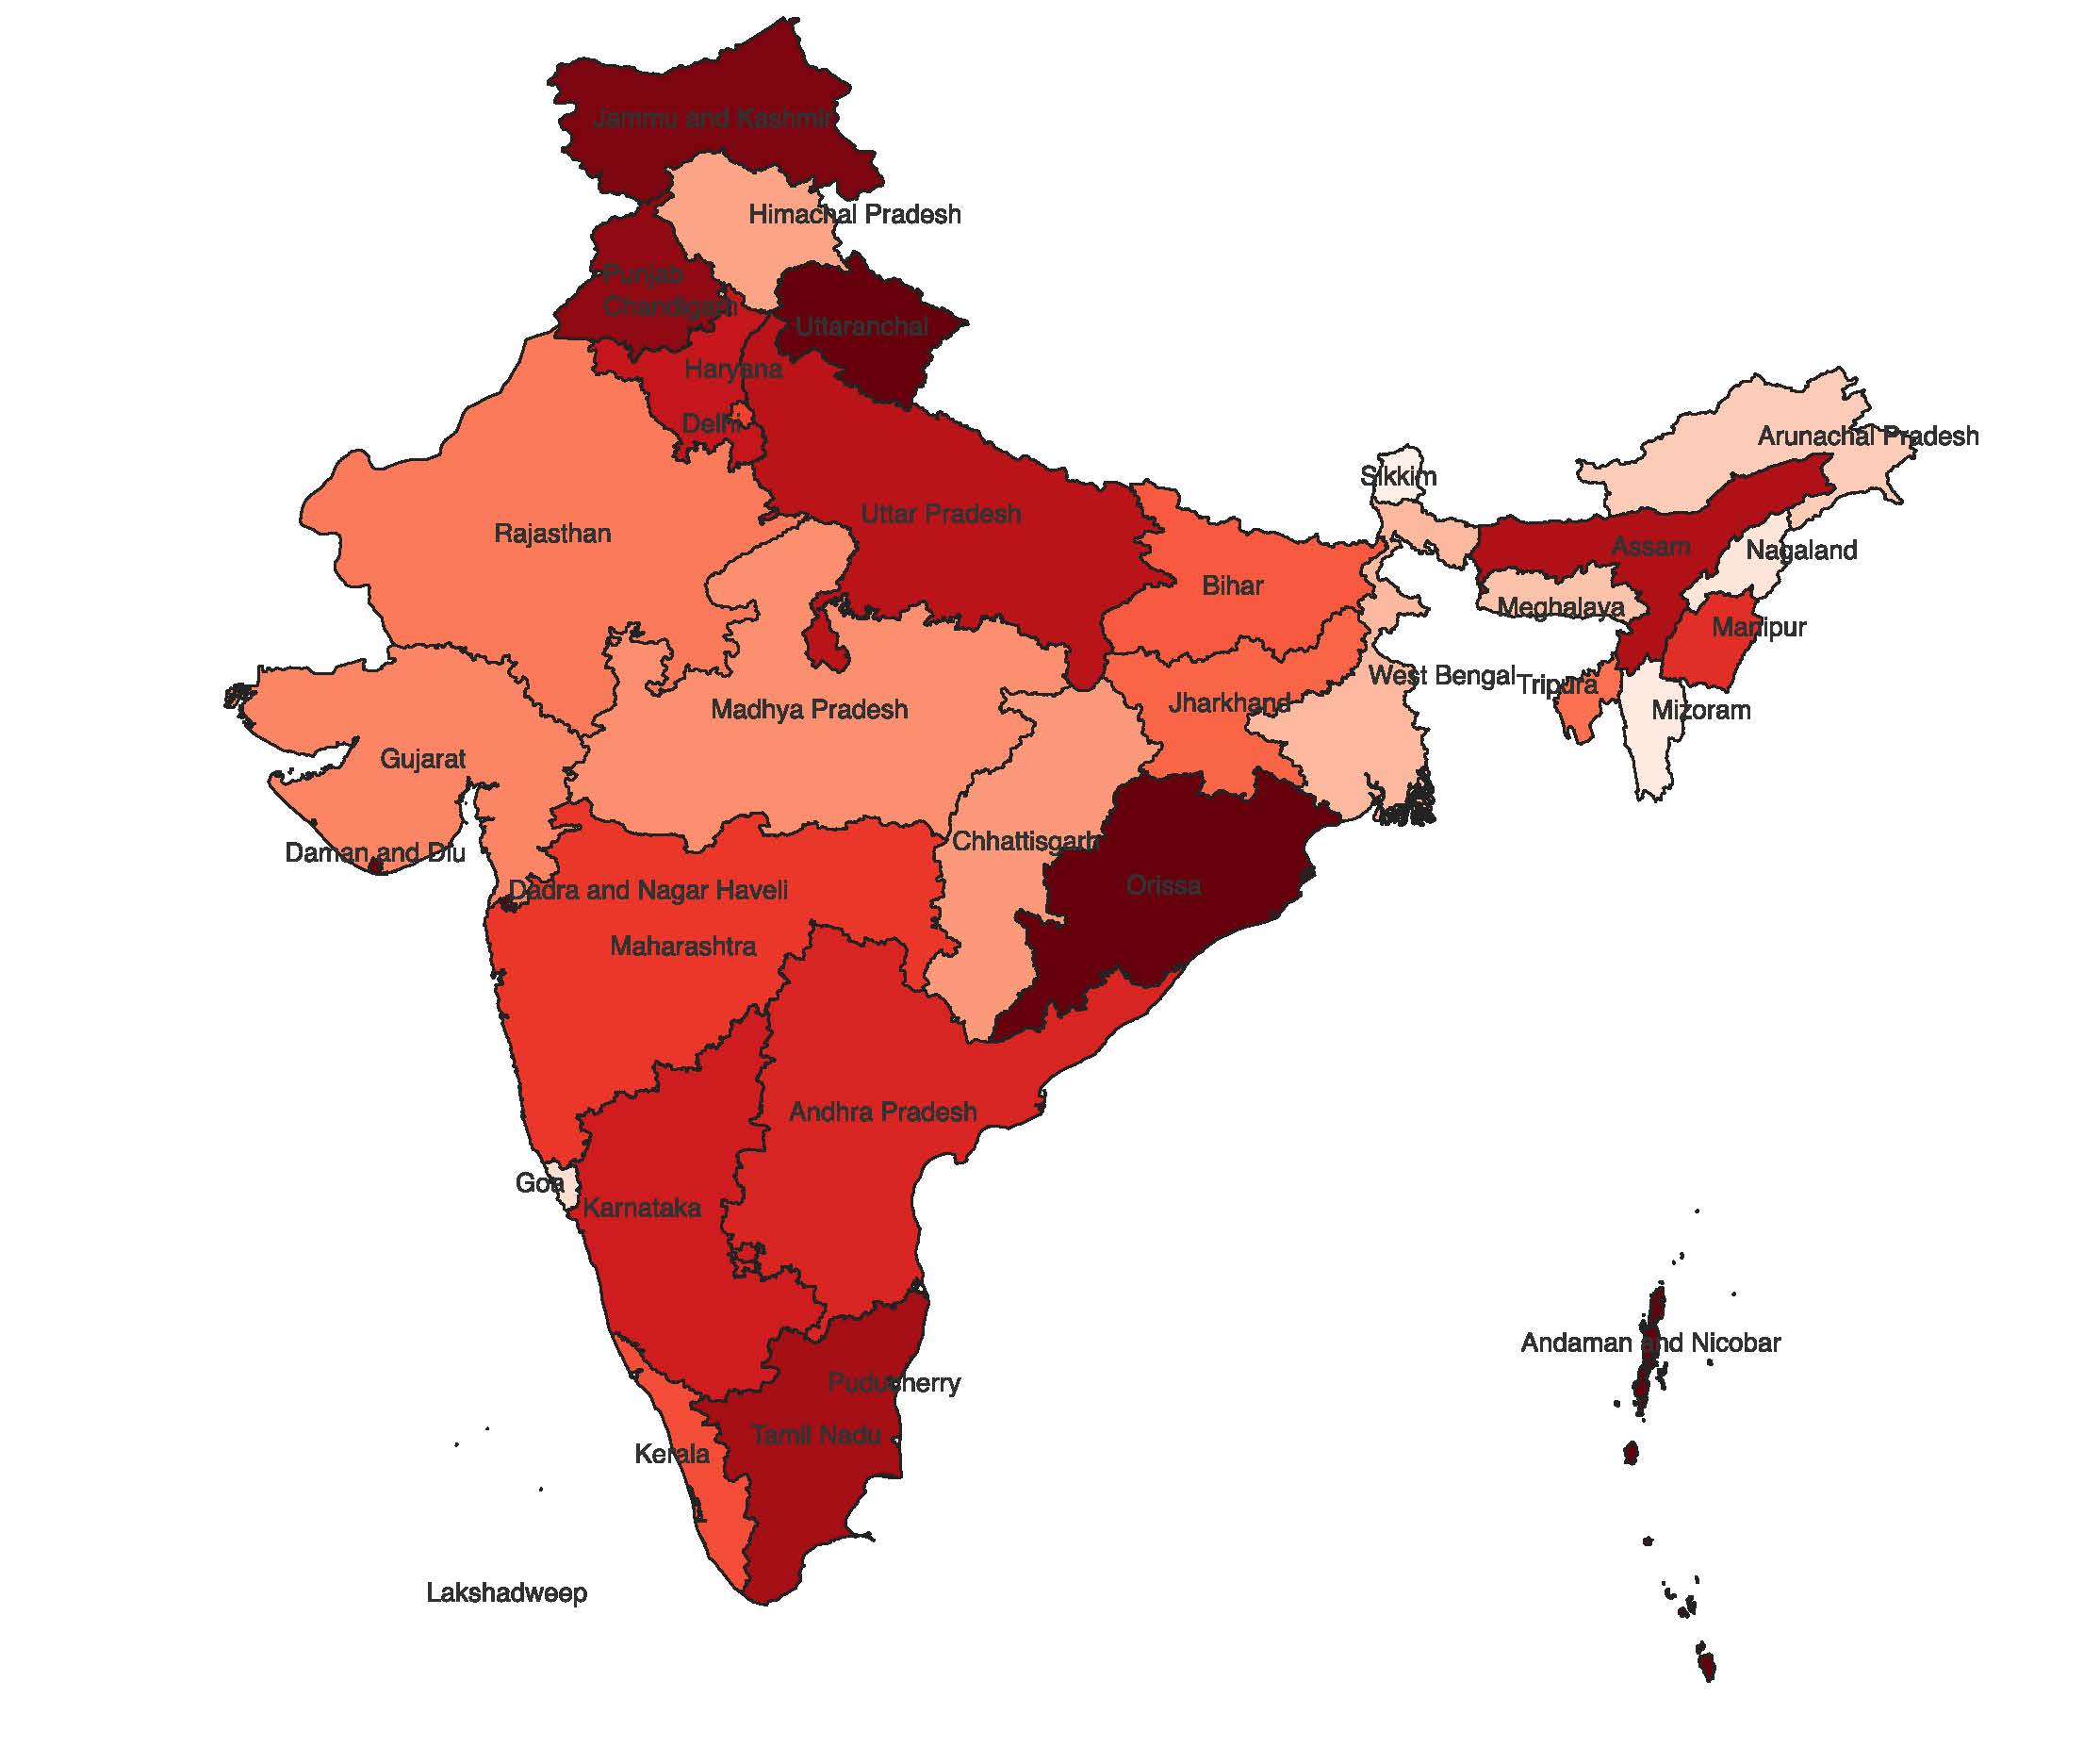 Jammu and Kashmir
Himachal Pradesh
Punjab
Chandigarh
Uttaranchal
Haryana
Delhi
Arunachal Pradesh
Sikkim
Uttar Pradesh
Rajasthan
Assam
Nagaland
Bihar
Meghalaya
Manipur
West Bengal
Tripura
Jharkhand
Madhya Pradesh
Mizoram
Gujarat
Chhattisgarh
Daman and Diu
Orissa
Dadra and Nagar Haveli
Maharashtra
Andhra Pradesh
Goa
Karnataka
Andaman and Nicobar
Puducherry
Tamil Nadu
Kerala
Lakshadweep